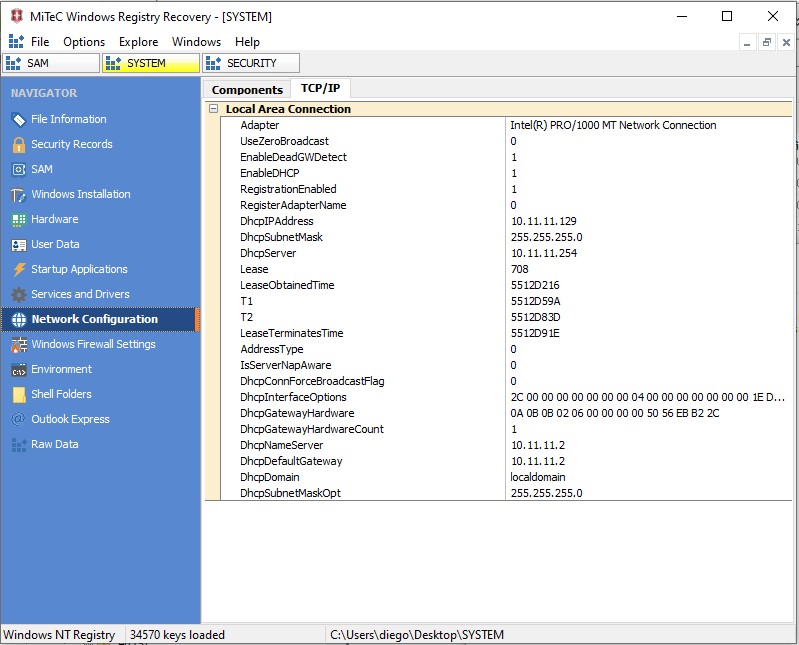 MiTeC Windows Registry Recovery - [SYSTEM]
File Options Explore Windows Help
SAM SYSTEM SECURITY
NAVIGATOR
File Information
Security Records
SAM
Windows Installation
Hardware
User Data
Startup Applications
Services and Drivers
Network Configuration
Windows Firewall Settings
Environment
Shell Folders
Outlook Express
Raw Data
Components TCP/IP
Local Area Connection
Adapter Intel(R) PRO/1000 MT Network Connection
UseZeroBroadcast 0
EnableDeadGWDetect 1
EnableDHCP 1
RegistrationEnabled 1
RegisterAdapterName 0
DhcpIPAddress 10.11.11.129
DhcpSubnetMask 255.255.255.0
DhcpServer 10.11.11.254
Lease 708
LeaseObtainedTime 5512D216
T1 5512D59A
T2 5512D83D
LeaseTerminatesTime 5512D91E
AddressType 0
IsServerNapAware 0
DhcpConnForceBroadcastFlag 0
DhcpInterfaceOptions 2C 00 00 00 00 00 00 00 04 00 00 00 00 00 00 00 1E D...
DhcpGatewayHardware 0A 0B 0B 02 06 00 00 00 00 50 56 EB B2 2C
DhcpGatewayHardwareCount 1
DhcpNameServer 10.11.11.2
DhcpDefaultGateway 10.11.11.2
DhcpDomain localdomain
DhcpSubnetMaskOpt 255.255.255.0
Windows NT Registry 34570 keys loaded C:\Users\diego\Desktop\SYSTEM